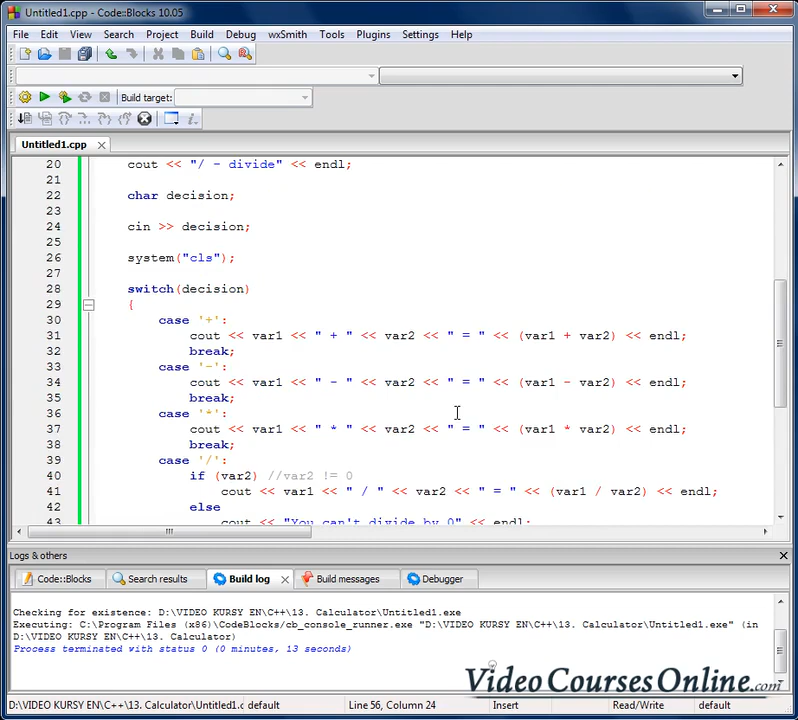 Untitled1.cpp - Code::Blocks 10.05
File Edit View Search Project Build Debug wxSmith Tools Plugins Settings Help
Build target:
Untitled1.cpp
20 cout << "/ - divide" << endl;
21
22 char decision;
23
24 cin >> decision;
25
26 system("cls");
27
28 switch(decision)
29 {
30 case '+':
31 cout << var1 << " + " << var2 << " = " << (var1 + var2) << endl;
32 break;
33 case '-':
34 cout << var1 << " - " << var2 << " = " << (var1 - var2) << endl;
35 break;
36 case '*':
37 cout << var1 << " * " << var2 << " = " << (var1 * var2) << endl;
38 break;
39 case '/':
40 if (var2) //var2 != 0
41 cout << var1 << " / " << var2 << " = " << (var1 / var2) << endl;
42 else
43 cout << "You can't divide by 0" << endl;
Logs & others
Code::Blocks Search results Build log Build messages Debugger
Checking for existence: D:\VIDEO KURSY EN\C++\13. Calculator\Untitled1.exe
Executing: C:\Program Files (x86)\CodeBlocks/cb_console_runner.exe "D:\VIDEO KURSY EN\C++\13. Calculator\Untitled1.exe" (in
D:\VIDEO KURSY EN\C++\13. Calculator)
Process terminated with status 0 (0 minutes, 13 seconds)
VideoCoursesOnline.com
D:\VIDEO KURSY EN\C++\13. Calculator\Untitled1.c default Line 56, Column 24 Insert Read/Write default